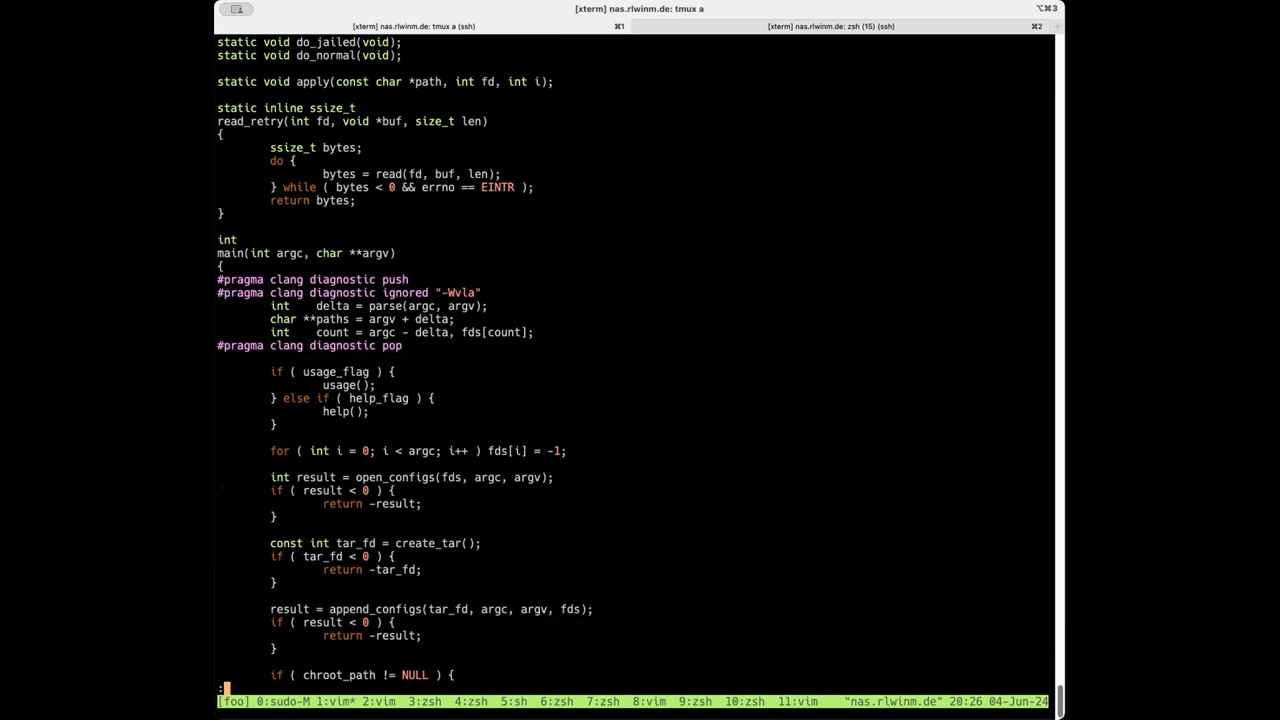 [xterm] nas.rlwinm.de: tmux a
⌥⌘3
[xterm] nas.rlwinm.de: tmux a (ssh)
⌘1
[xterm] nas.rlwinm.de: zsh (15) (ssh)
⌘2
+
static void do_jailed(void);
static void do_normal(void);
static void apply(const char *path, int fd, int i);
static inline ssize_t
read_retry(int fd, void *buf, size_t len)
{
ssize_t bytes;
do {
bytes = read(fd, buf, len);
} while ( bytes < 0 && errno == EINTR );
return bytes;
}
int
main(int argc, char **argv)
{
#pragma clang diagnostic push
#pragma clang diagnostic ignored "-Wvla"
int    delta = parse(argc, argv);
char **paths = argv + delta;
int    count = argc - delta, fds[count];
#pragma clang diagnostic pop
if ( usage_flag ) {
usage();
} else if ( help_flag ) {
help();
}
for ( int i = 0; i < argc; i++ ) fds[i] = -1;
int result = open_configs(fds, argc, argv);
if ( result < 0 ) {
return -result;
}
const int tar_fd = create_tar();
if ( tar_fd < 0 ) {
return -tar_fd;
}
result = append_configs(tar_fd, argc, argv, fds);
if ( result < 0 ) {
return -result;
}
if ( chroot_path != NULL ) {
:
[foo] 0:sudo-M 1:vim* 2:vim  3:zsh  4:zsh  5:sh  6:zsh  7:zsh  8:vim  9:zsh  10:zsh  11:vim    "nas.rlwinm.de" 20:26 04-Jun-24